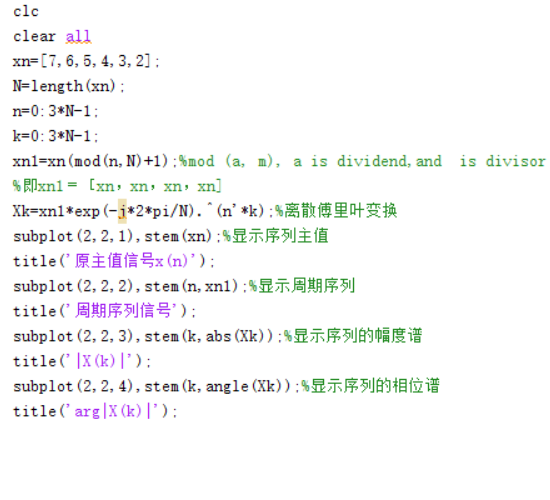 clc
clear all
xn=[7,6,5,4,3,2];
N=length(xn);
n=0:3*N-1;
k=0:3*N-1;
xn1=xn(mod(n,N)+1);%mod (a, m), a is dividend,and  is divisor
%即xn1＝［xn，xn，xn，xn]
Xk=xn1*exp(-j*2*pi/N).^(n'*k);%离散傅里叶变换
subplot(2,2,1),stem(xn);%显示序列主值
title('原主值信号x(n)');
subplot(2,2,2),stem(n,xn1);%显示周期序列
title('周期序列信号');
subplot(2,2,3),stem(k,abs(Xk));%显示序列的幅度谱
title('|X(k)|');
subplot(2,2,4),stem(k,angle(Xk));%显示序列的相位谱
title('arg|X(k)|');